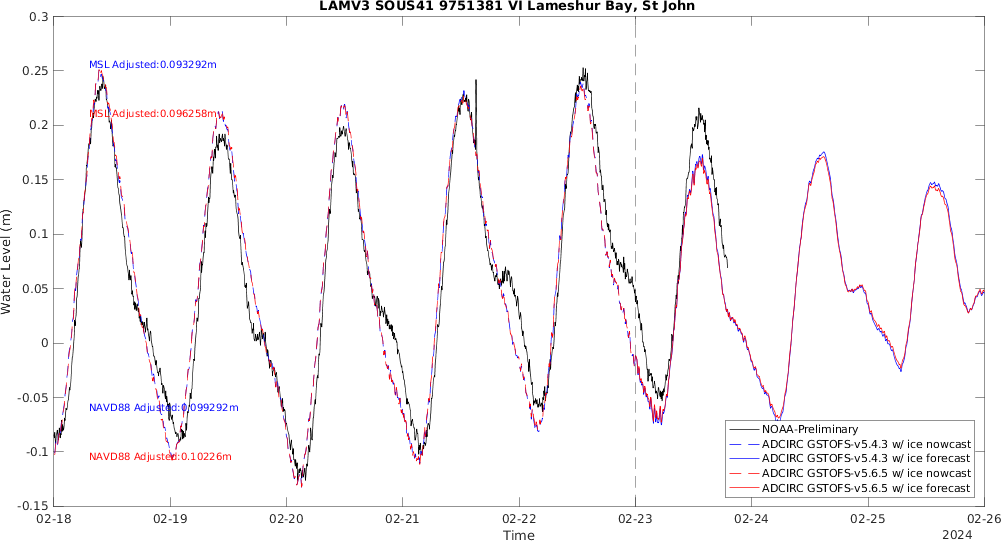 LAMV3 SOUS41 9751381 VI Lameshur Bay, St John
0.3
0.25
0.2
0.15
0.1
0.05
0
-0.05
-0.1
-0.15
Water Level (m)
MSL Adjusted:0.093292m
MSL Adjusted:0.096258m
NAVD88 Adjusted:0.099292m
NAVD88 Adjusted:0.10226m
NOAA-Preliminary
ADCIRC GSTOFS-v5.4.3 w/ ice nowcast
ADCIRC GSTOFS-v5.4.3 w/ ice forecast
ADCIRC GSTOFS-v5.6.5 w/ ice nowcast
ADCIRC GSTOFS-v5.6.5 w/ ice forecast
02-18 02-19 02-20 02-21 02-22 02-23 02-24 02-25 02-26
Time
2024